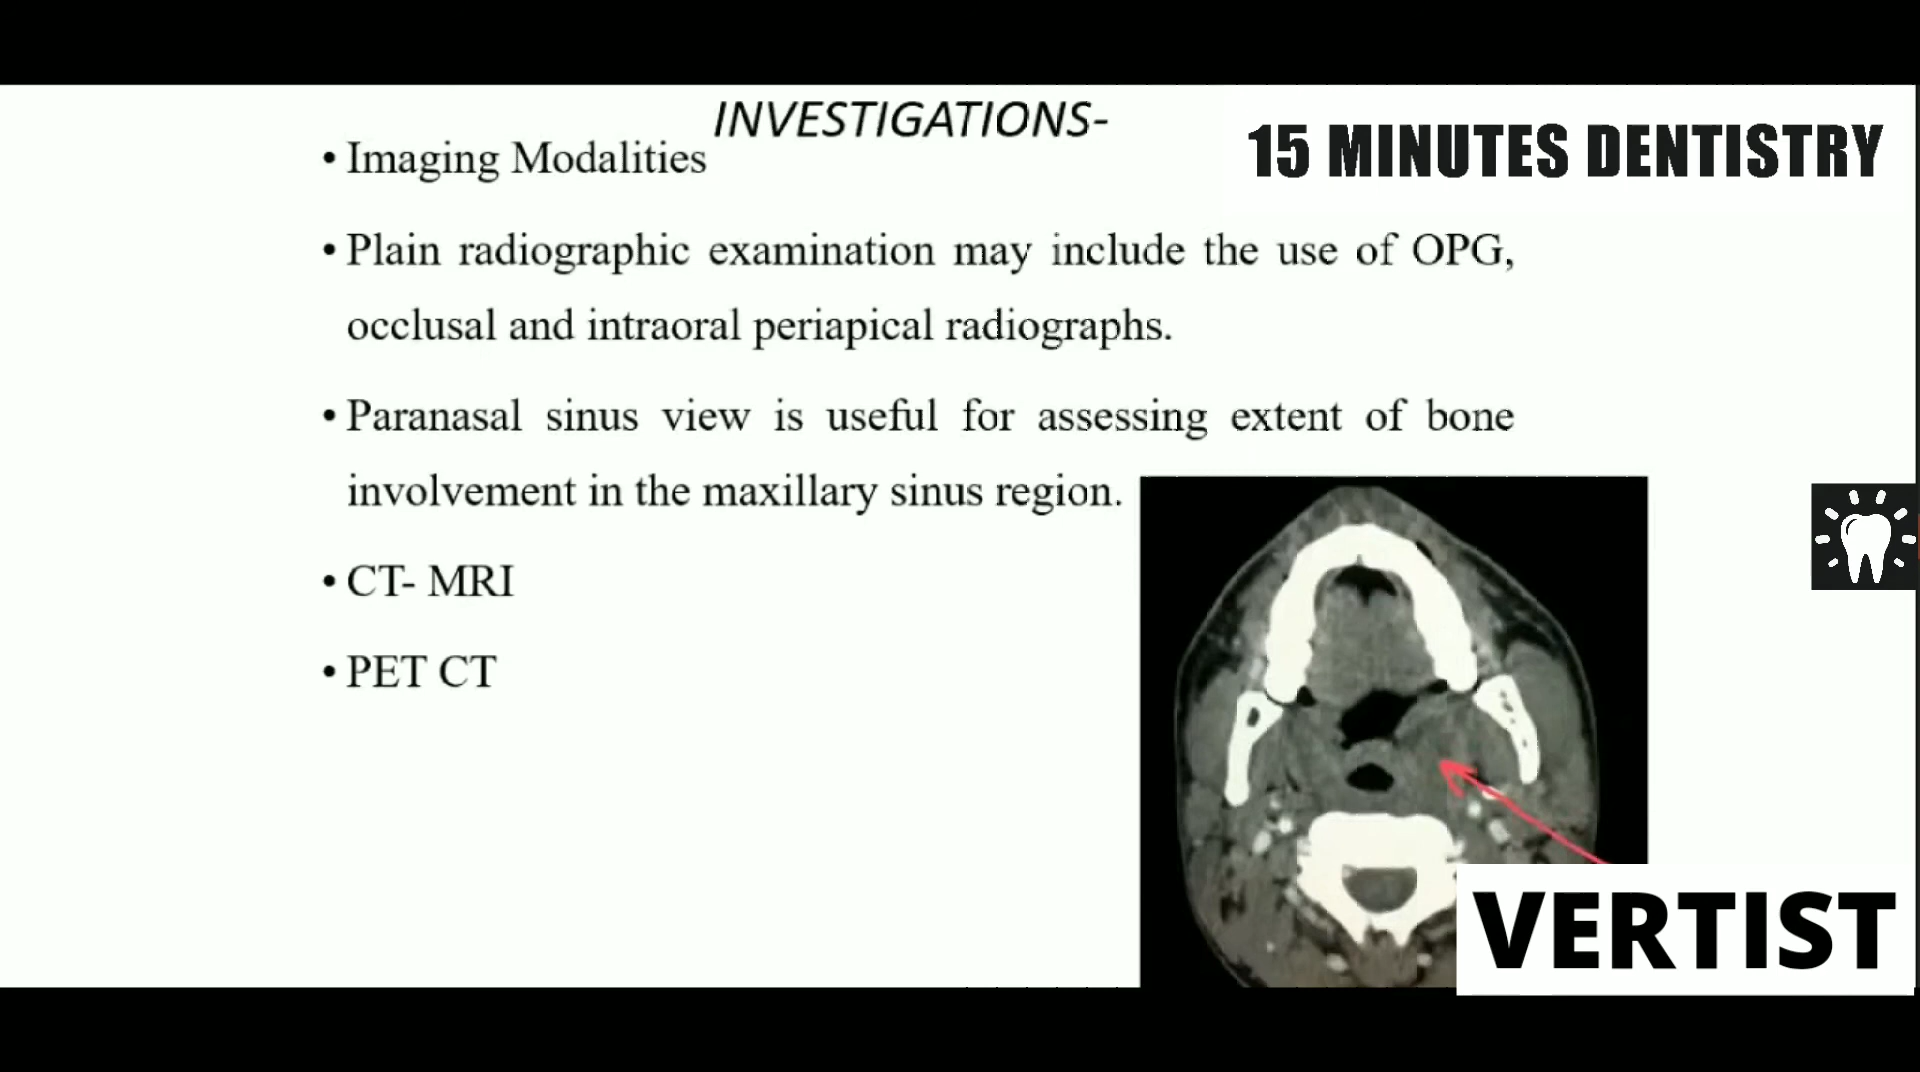 INVESTIGATIONS-
15 MINUTES DENTISTRY
• Imaging Modalities
• Plain radiographic examination may include the use of OPG,
occlusal and intraoral periapical radiographs.
• Paranasal sinus view is useful for assessing extent of bone
involvement in the maxillary sinus region.
• CT- MRI
• PET CT
VERTIST